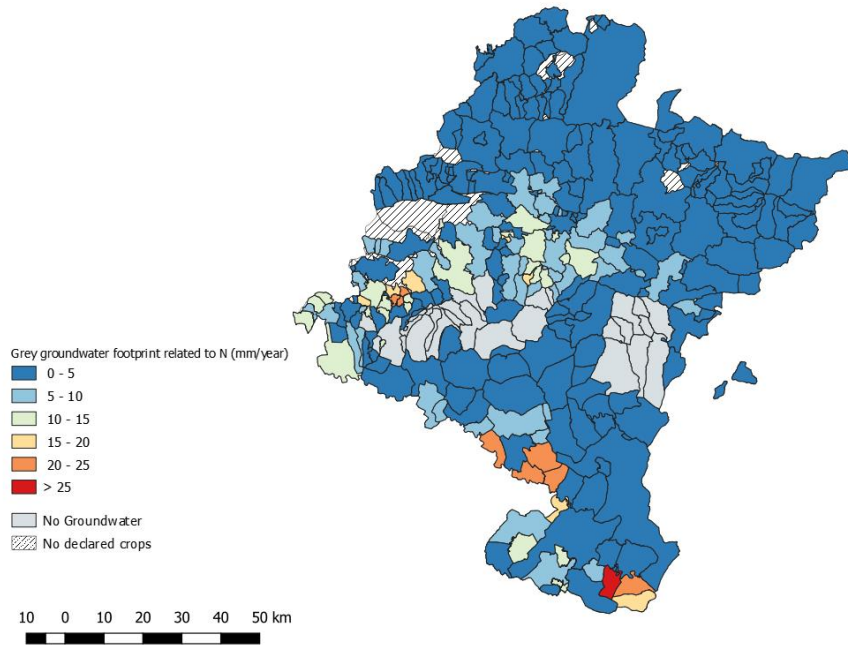 Grey groundwater footprint related to N (mm/year)
0 - 5
5 - 10
10 - 15
15 - 20
20 - 25
> 25
No Groundwater
No declared crops
10 0 10 20 30 40 50 km